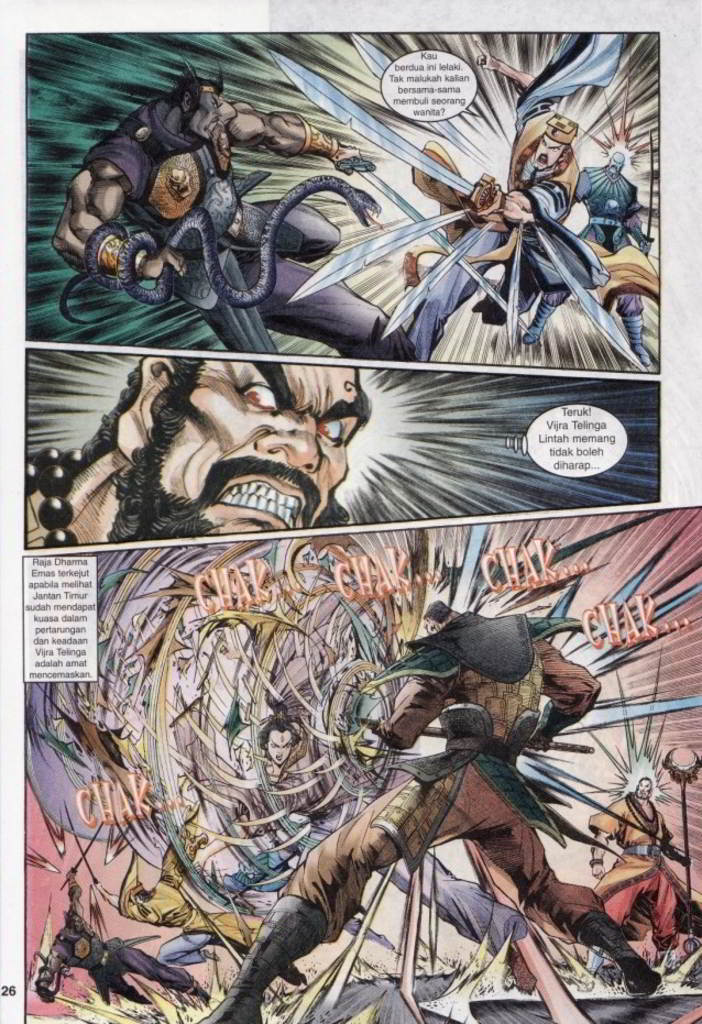 Kau
berdua ini lelaki.
Tak malukah kalian
bersama-sama
membuli seorang
wanita?
Teruk!
Vijra Telinga
Lintah memang
tidak boleh
diharap...
Raja Dharma
Emas terkejut
apabila melihat
Jantan Timur
sudah mendapat
kuasa dalam
pertarungan
dan keadaan
Vijra Telinga
adalah amat
mencemaskan.
CHAK...
CHAK...
CHAK...
CHAK...
CHAK...
26